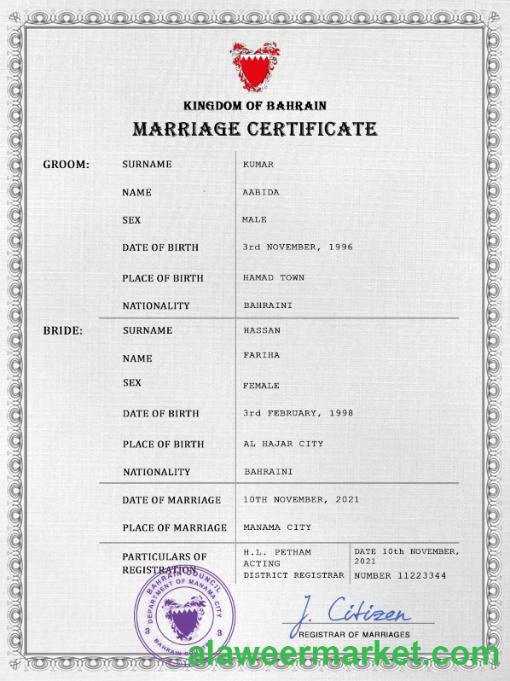 KINGDOM OF BAHRAIN
MARRIAGE CERTIFICATE
GROOM: SURNAME KUMAR
NAME AABIDA
SEX MALE
DATE OF BIRTH 3rd NOVEMBER, 1996
PLACE OF BIRTH HAMAD TOWN
NATIONALITY BAHRAINI
BRIDE: SURNAME HASSAN
NAME FARIHA
SEX FEMALE
DATE OF BIRTH 3rd FEBRUARY, 1998
PLACE OF BIRTH AL HAJAR CITY
NATIONALITY BAHRAINI
DATE OF MARRIAGE 10TH NOVEMBER, 2021
PLACE OF MARRIAGE MANAMA CITY
PARTICULARS OF
REGISTRATION
H.L. PETHAM
ACTING
DISTRICT REGISTRAR
DATE 10th NOVEMBER,
2021
NUMBER 11223344
BAHRAIN COUNCIL
DEPARTMENT OF MANAMA CITY
BAHRAIN
J. Citizen
REGISTRAR OF MARRIAGES
alaweermarket.com